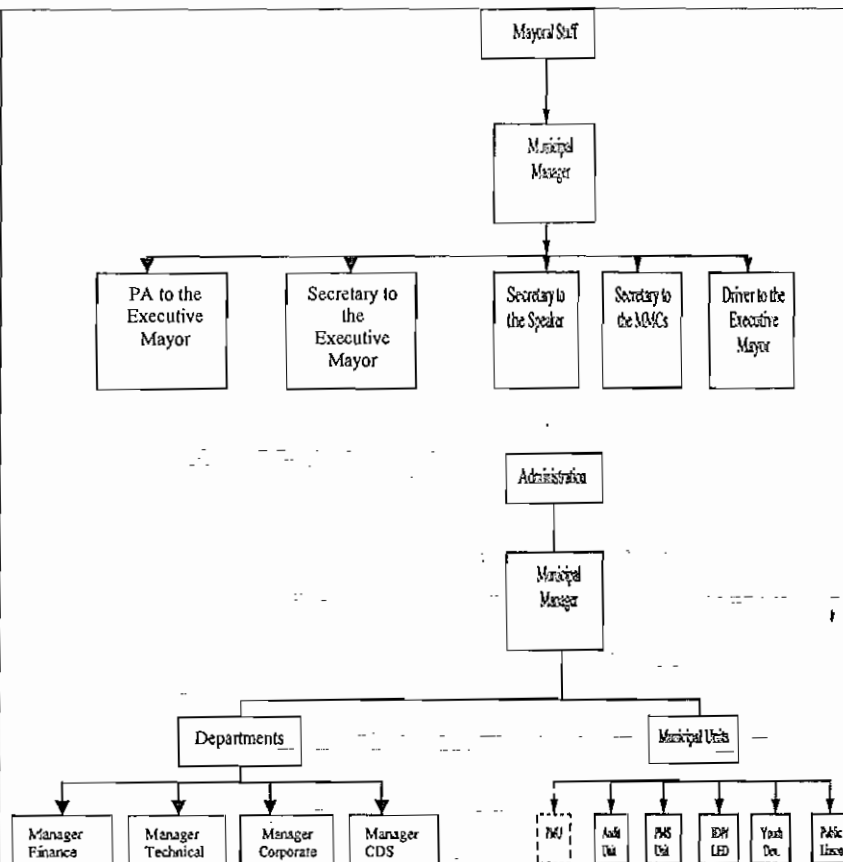 Mayoral Staff
Municipal
Manager
PA to the
Executive
Mayor
Secretary to
the
Executive
Mayor
Secretary to
the Speaker
Secretary to
the MMCs
Driver to the
Executive
Mayor
Administration
Municipal
Manager
Departments
Municipal Units
Manager
Finance
Manager
Technical
Manager
Corporate
Manager
CDS
PMU
Audit
Unit
PMS
Unit
LED
Youth
Dev.
Public